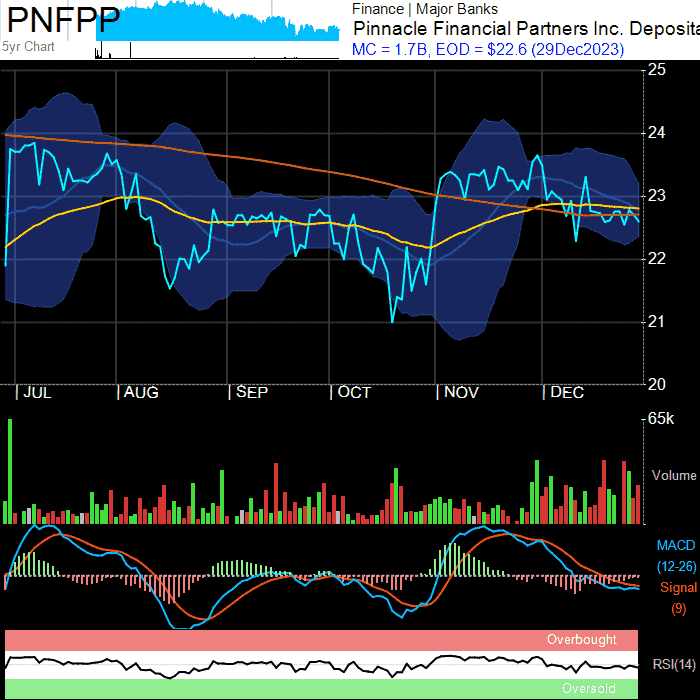 PNFPP
5yr Chart
Finance | Major Banks
Pinnacle Financial Partners Inc. Deposita
MC = 1.7B, EOD = $22.6 (29Dec2023)
25
24
23
22
21
20
| JUL | AUG | SEP | OCT | NOV | DEC
65k
Volume
MACD
(12-26)
Signal
(9)
Overbought
RSI(14)
Oversold